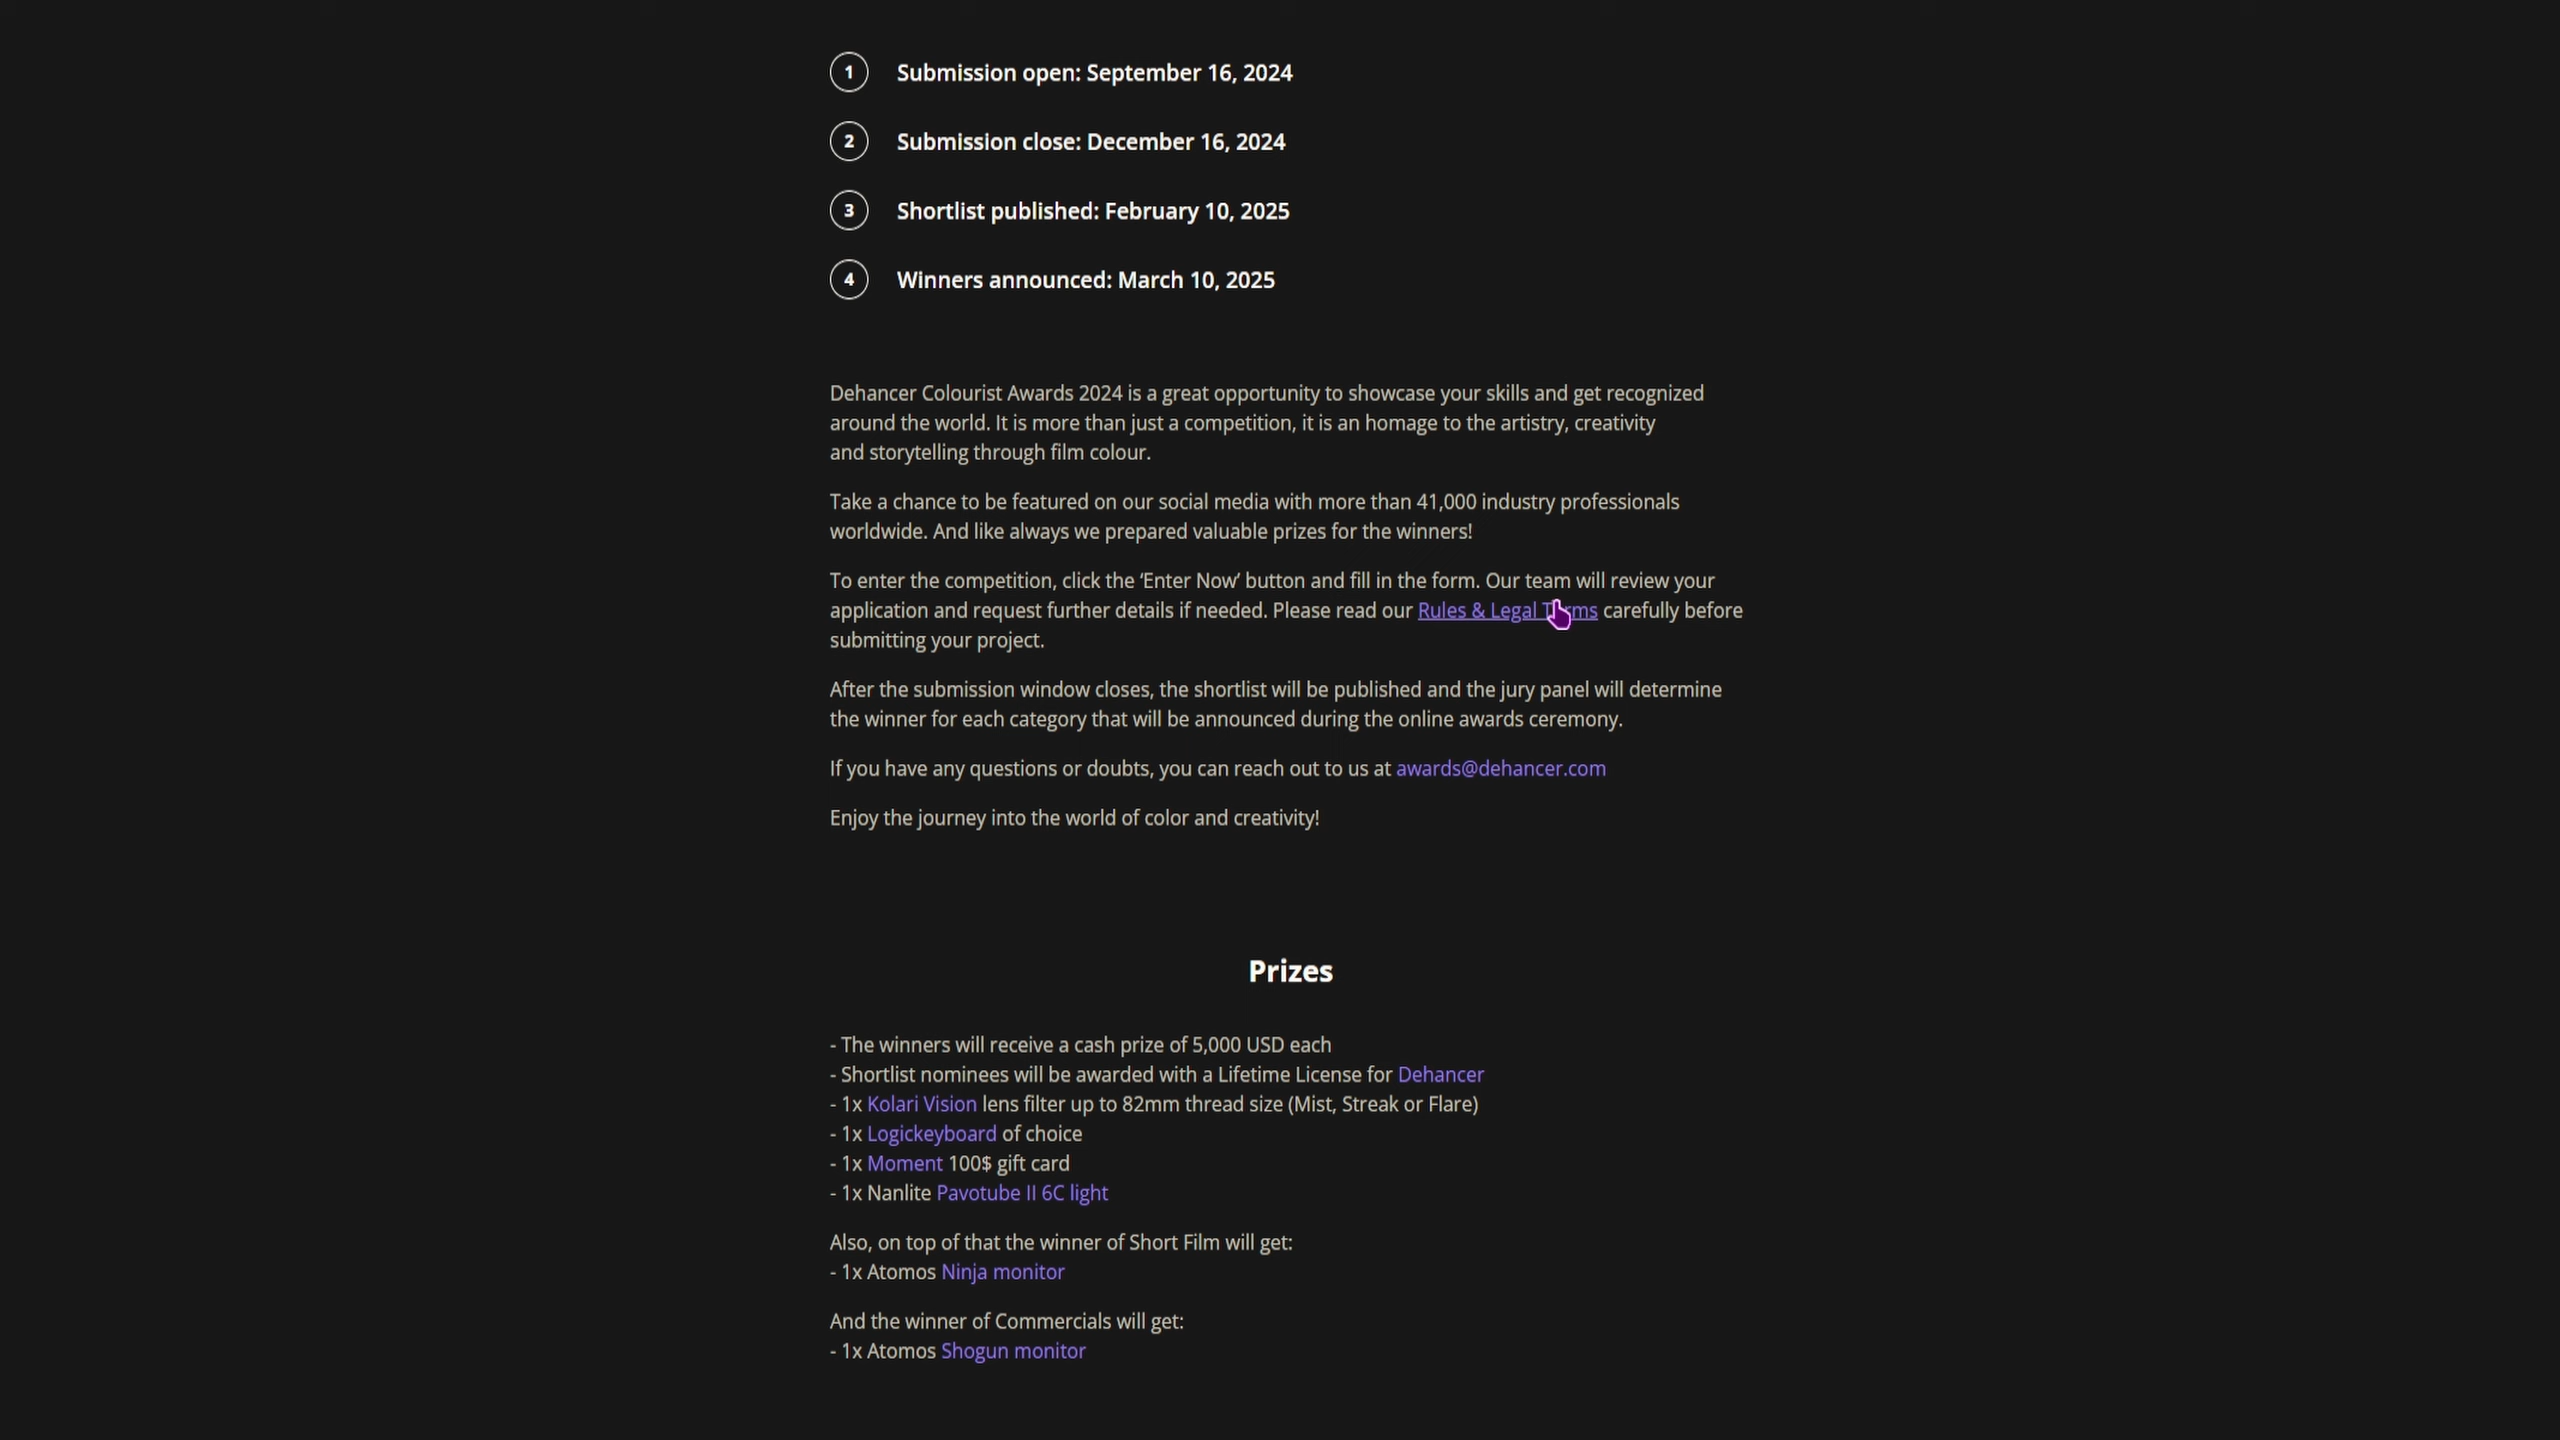 1 Submission open: September 16, 2024
2 Submission close: December 16, 2024
3 Shortlist published: February 10, 2025
4 Winners announced: March 10, 2025
Dehancer Colourist Awards 2024 is a great opportunity to showcase your skills and get recognized
around the world. It is more than just a competition, it is an homage to the artistry, creativity
and storytelling through film colour.
Take a chance to be featured on our social media with more than 41,000 industry professionals
worldwide. And like always we prepared valuable prizes for the winners!
To enter the competition, click the ‘Enter Now’ button and fill in the form. Our team will review your
application and request further details if needed. Please read our Rules & Legal Terms carefully before
submitting your project.
After the submission window closes, the shortlist will be published and the jury panel will determine
the winner for each category that will be announced during the online awards ceremony.
If you have any questions or doubts, you can reach out to us at awards@dehancer.com
Enjoy the journey into the world of color and creativity!
Prizes
- The winners will receive a cash prize of 5,000 USD each
- Shortlist nominees will be awarded with a Lifetime License for Dehancer
- 1x Kolari Vision lens filter up to 82mm thread size (Mist, Streak or Flare)
- 1x Logickeyboard of choice
- 1x Moment 100$ gift card
- 1x Nanlite Pavotube II 6C light
Also, on top of that the winner of Short Film will get:
- 1x Atomos Ninja monitor
And the winner of Commercials will get:
- 1x Atomos Shogun monitor